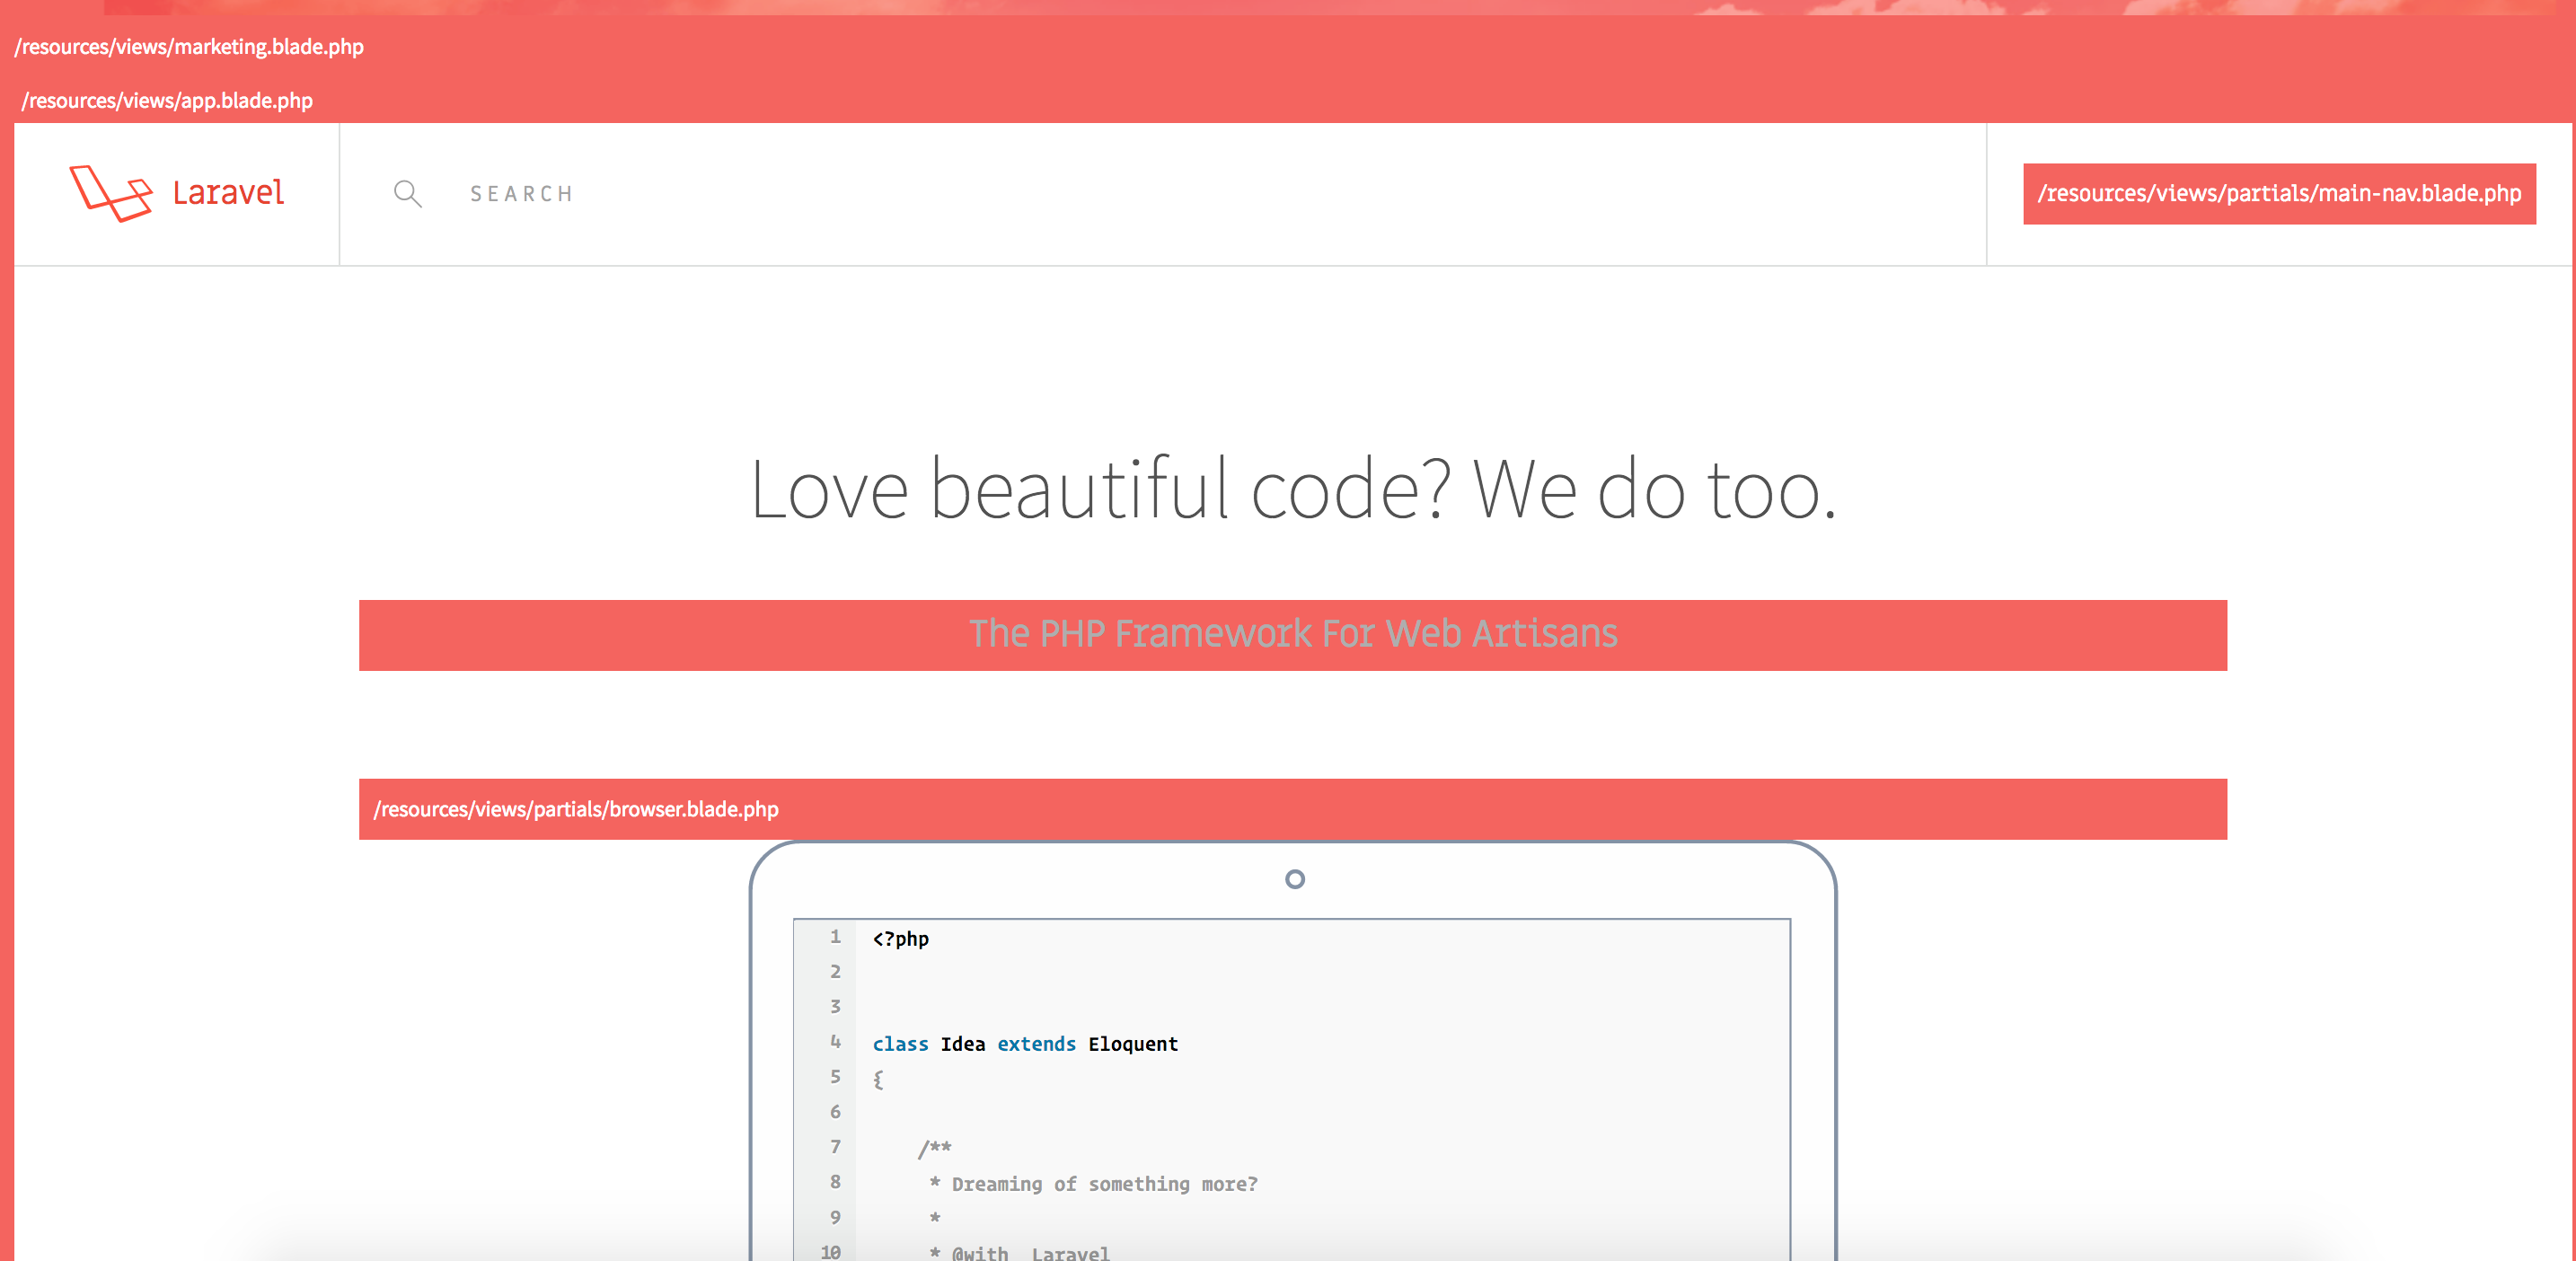 /resources/views/marketing.blade.php
/resources/views/app.blade.php
Laravel
SEARCH
/resources/views/partials/main-nav.blade.php
Love beautiful code? We do too.
The PHP Framework For Web Artisans
/resources/views/partials/browser.blade.php
1 <?php
2
3
4 class Idea extends Eloquent
5 {
6
7 /**
8 * Dreaming of something more?
9 *
10 * @with Laravel